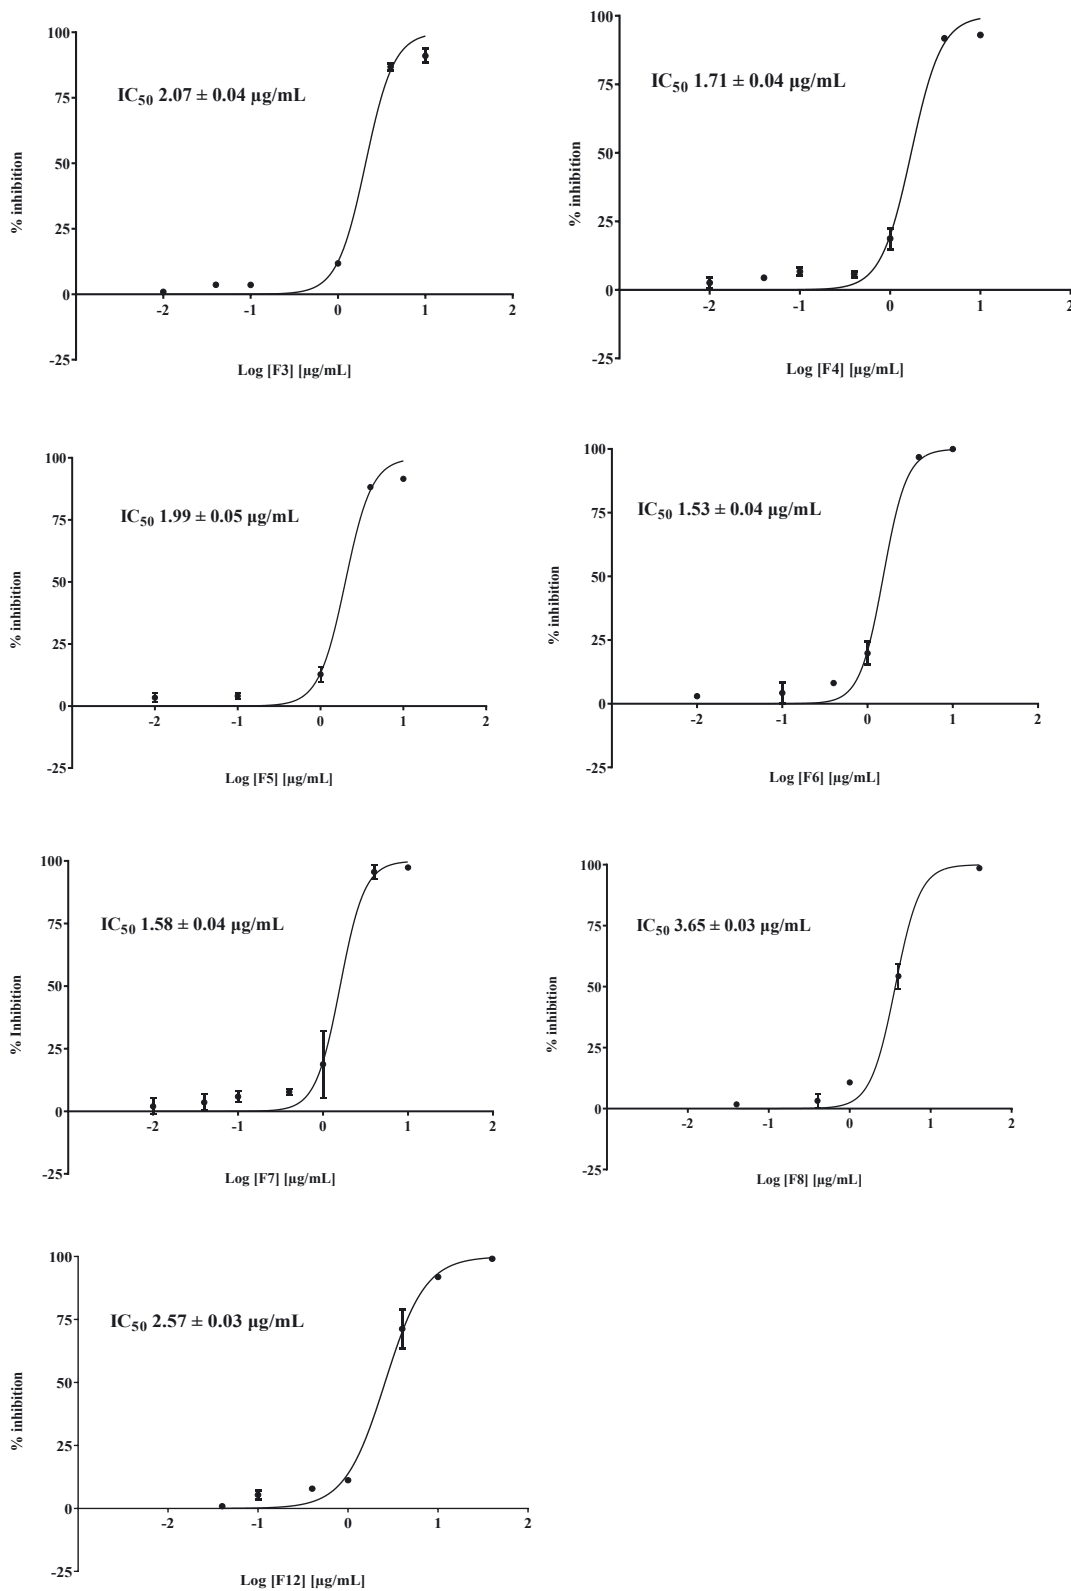 100
75
50
25
0
-25
% inhibition
IC50 2.07 ± 0.04 µg/mL
-2 -1 0 1 2
Log [F3] [µg/mL]
100
75
50
25
0
-25
% inhibition
IC50 1.71 ± 0.04 µg/mL
-2 -1 0 1 2
Log [F4] [µg/mL]
100
75
50
25
0
-25
% inhibition
IC50 1.99 ± 0.05 µg/mL
-2 -1 0 1 2
Log [F5] [µg/mL]
100
75
50
25
0
-25
% inhibition
IC50 1.53 ± 0.04 µg/mL
-2 -1 0 1 2
Log [F6] [µg/mL]
100
75
50
25
0
-25
% Inhibition
IC50 1.58 ± 0.04 µg/mL
-2 -1 0 1 2
Log [F7] [µg/mL]
100
75
50
25
0
-25
% inhibition
IC50 3.65 ± 0.03 µg/mL
-2 -1 0 1 2
Log [F8] [µg/mL]
100
75
50
25
0
-25
% inhibition
IC50 2.57 ± 0.03 µg/mL
-2 -1 0 1 2
Log [F12] [µg/mL]